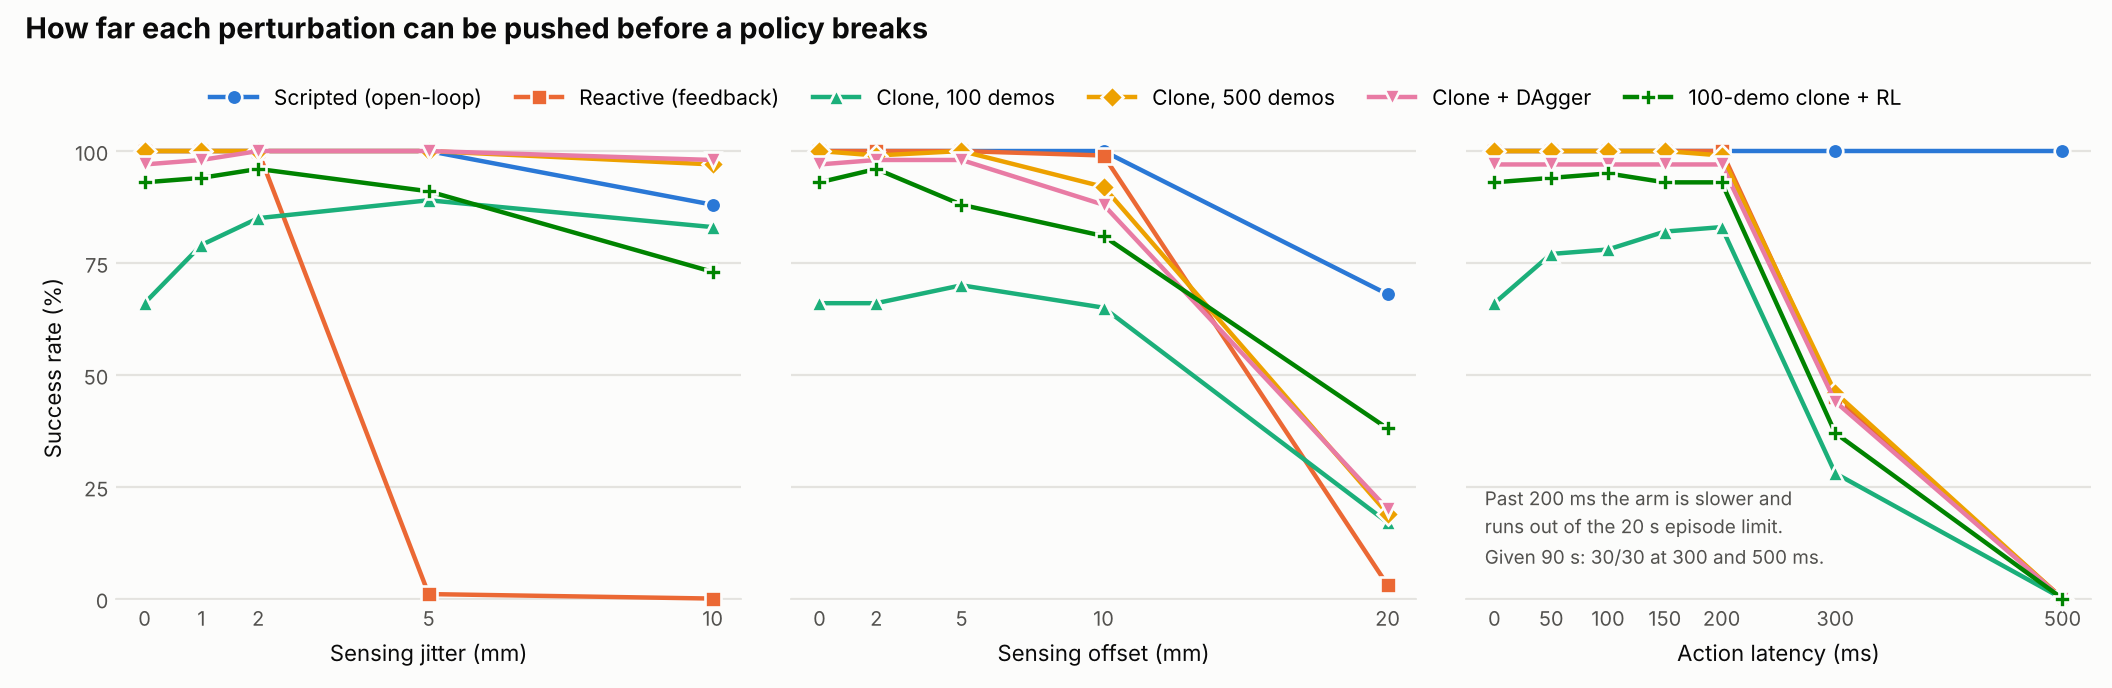 How far each perturbation can be pushed before a policy breaks
Scripted (open-loop) Reactive (feedback) Clone, 100 demos Clone, 500 demos Clone + DAgger 100-demo clone + RL
Success rate (%)
100
75
50
25
0
0 1 2 5 10
Sensing jitter (mm)
0 2 5 10 20
Sensing offset (mm)
Past 200 ms the arm is slower and
runs out of the 20 s episode limit.
Given 90 s: 30/30 at 300 and 500 ms.
0 50 100 150 200 300 500
Action latency (ms)